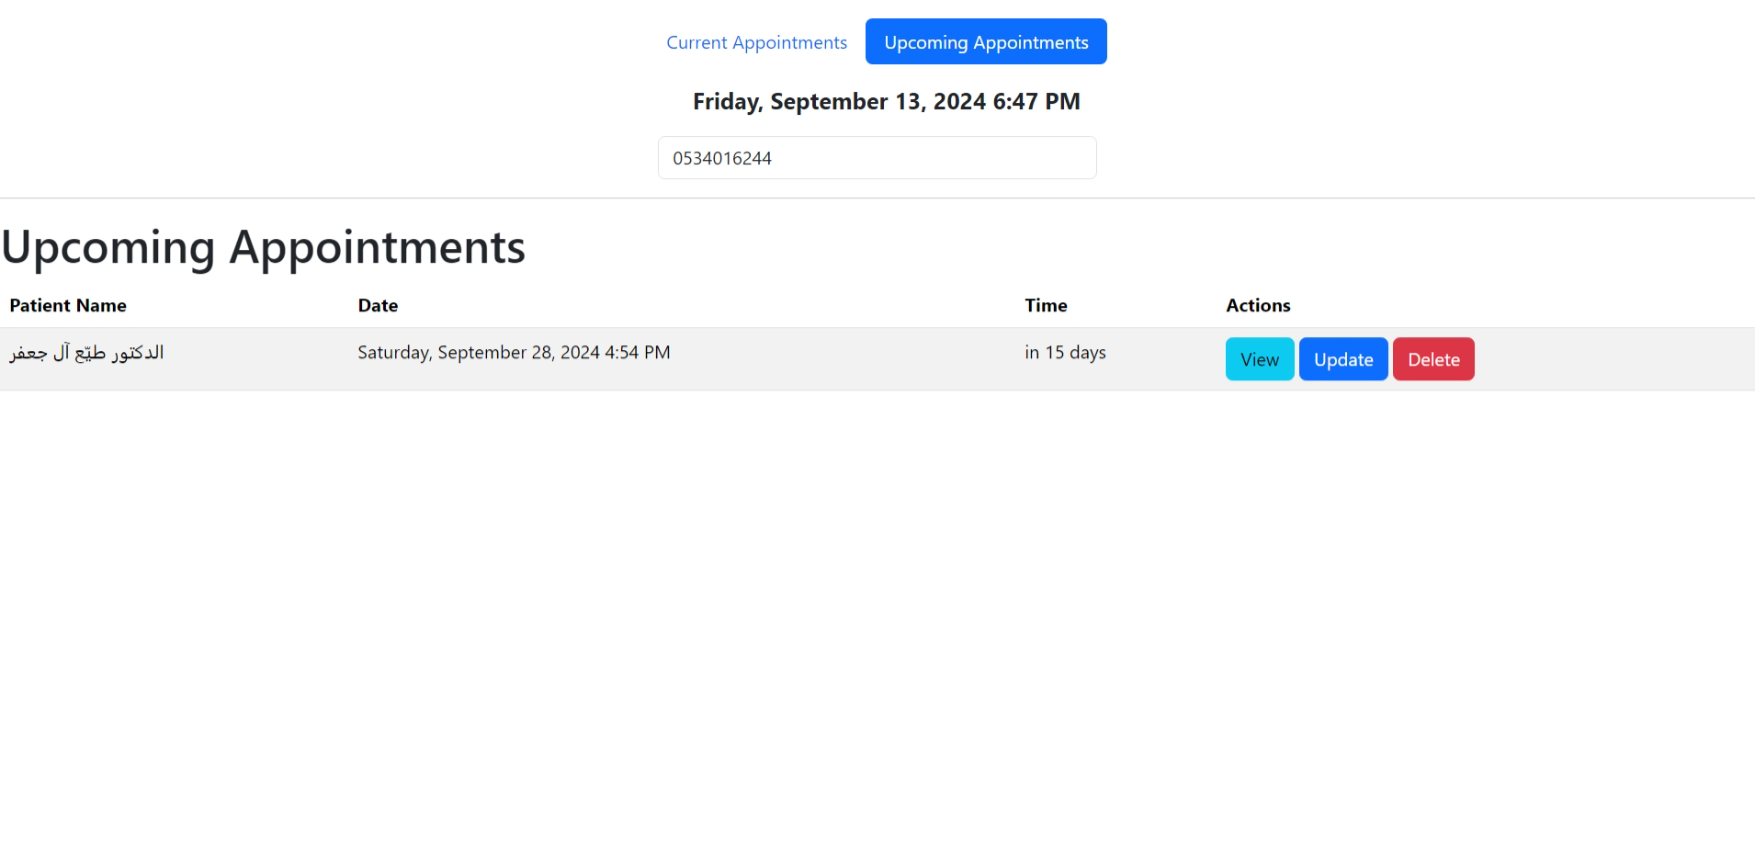 Current Appointments Upcoming Appointments
Friday, September 13, 2024 6:47 PM
0534016244
Upcoming Appointments
Patient Name Date Time Actions
الدكتور طيّع آل جعفر Saturday, September 28, 2024 4:54 PM in 15 days View Update Delete